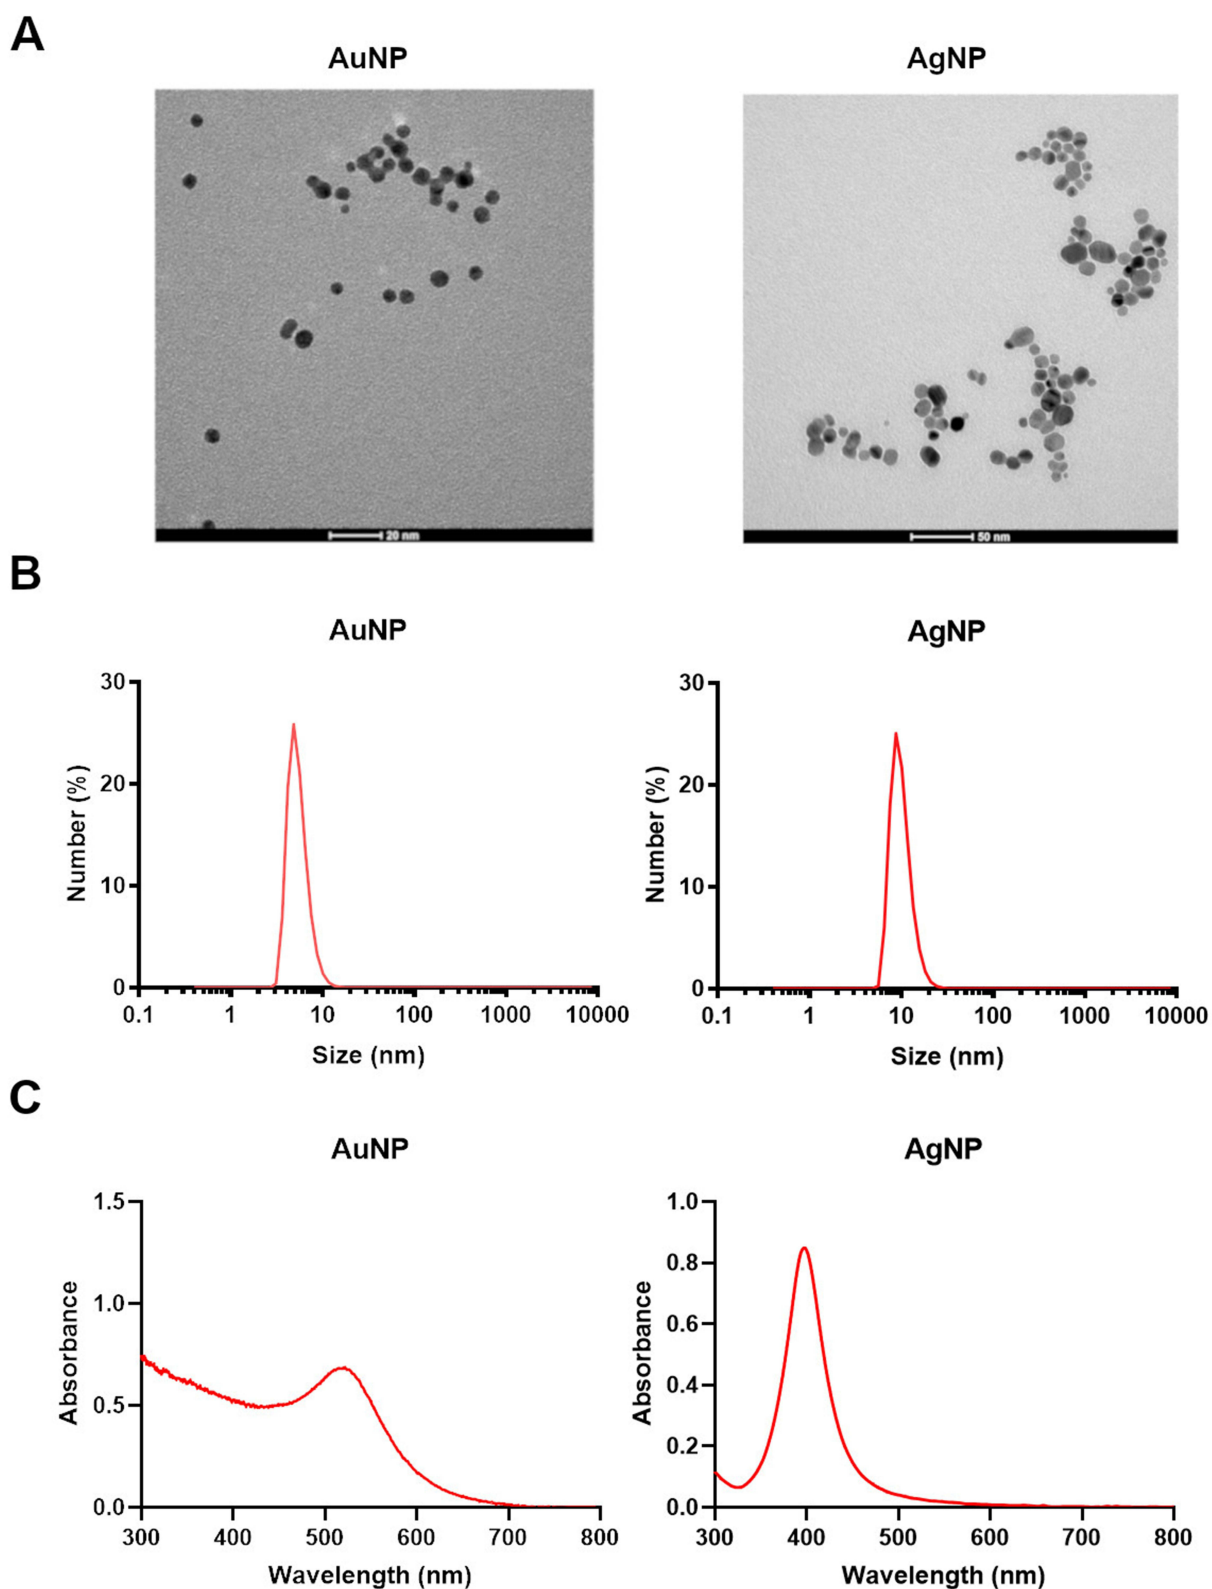 A
AuNP
AgNP
20 nm
50 nm
B
AuNP
AgNP
30
20
10
0
Number (%)
0.1 1 10 100 1000 10000
Size (nm)
30
20
10
0
Number (%)
0.1 1 10 100 1000 10000
Size (nm)
C
AuNP
AgNP
1.5
1.0
0.5
0.0
Absorbance
300 400 500 600 700 800
Wavelength (nm)
1.0
0.8
0.6
0.4
0.2
0.0
Absorbance
300 400 500 600 700 800
Wavelength (nm)